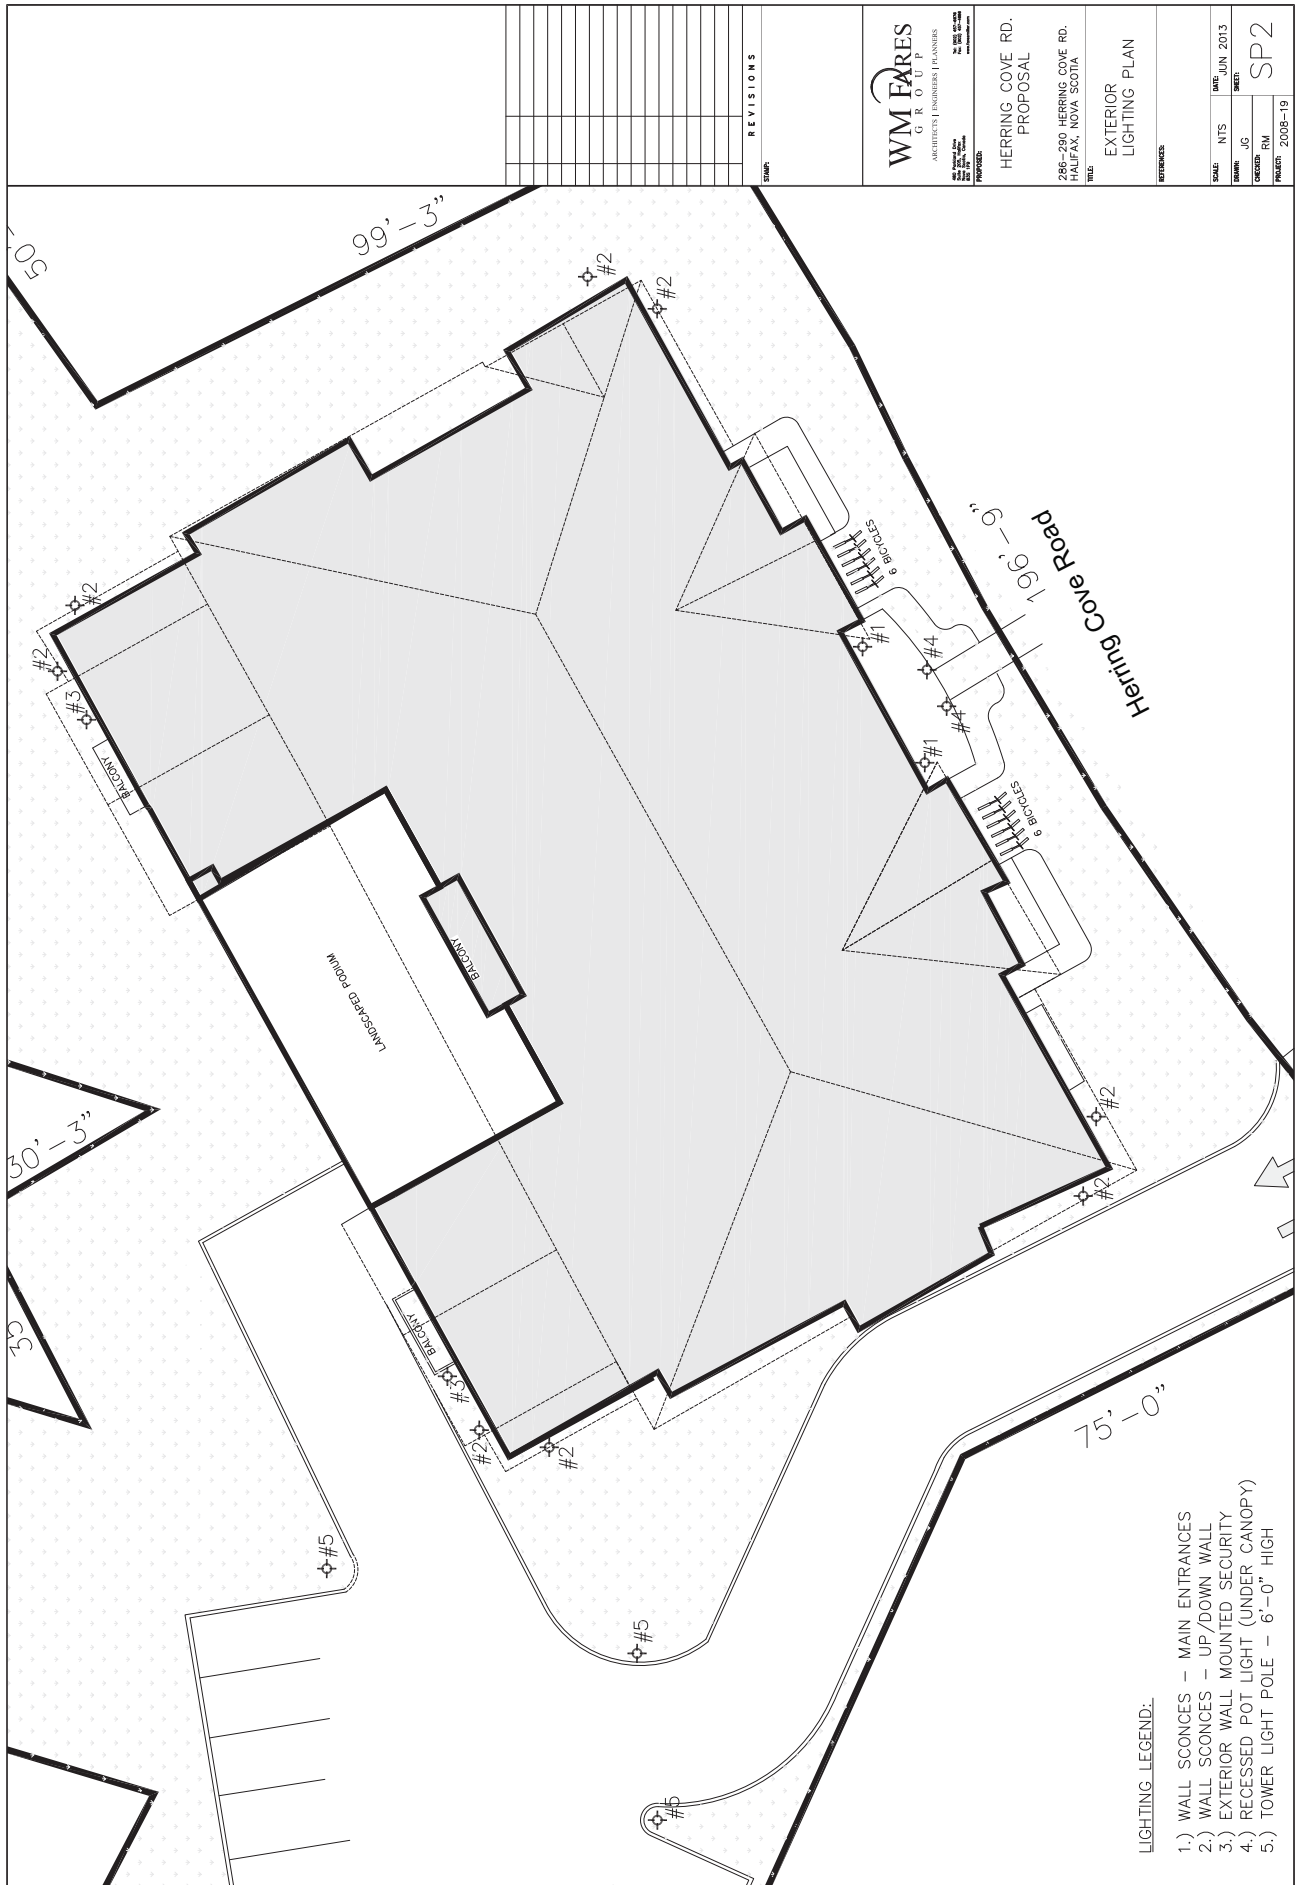 REVISIONS
STAMP:
WM FARES
GROUP
ARCHITECTS | ENGINEERS | PLANNERS
PROPOSED:
HERRING COVE RD.
PROPOSAL
286-290 HERRING COVE RD.
HALIFAX, NOVA SCOTIA
TITLE:
EXTERIOR
LIGHTING PLAN
REFERENCES:
SCALE: NTS
DATE: JUN 2013
DRAWN: JG
SHEET: SP2
CHECKED: RM
PROJECT: 2008-19
50'-
99'-3"
#2
#2
#2
#2
#3
BALCONY
6 BICYCLES
#1
#4
#4
#1
6 BICYCLES
196'-9"
Herring Cove Road
LANDSCAPED PODIUM
BALCONY
30'-3"
35
BALCONY
#3
#2
#2
#2
#2
#5
#5
#5
75'-0"
LIGHTING LEGEND:
1.) WALL SCONCES - MAIN ENTRANCES
2.) WALL SCONCES - UP/DOWN WALL
3.) EXTERIOR WALL MOUNTED SECURITY
4.) RECESSED POT LIGHT (UNDER CANOPY)
5.) TOWER LIGHT POLE - 6'-0" HIGH